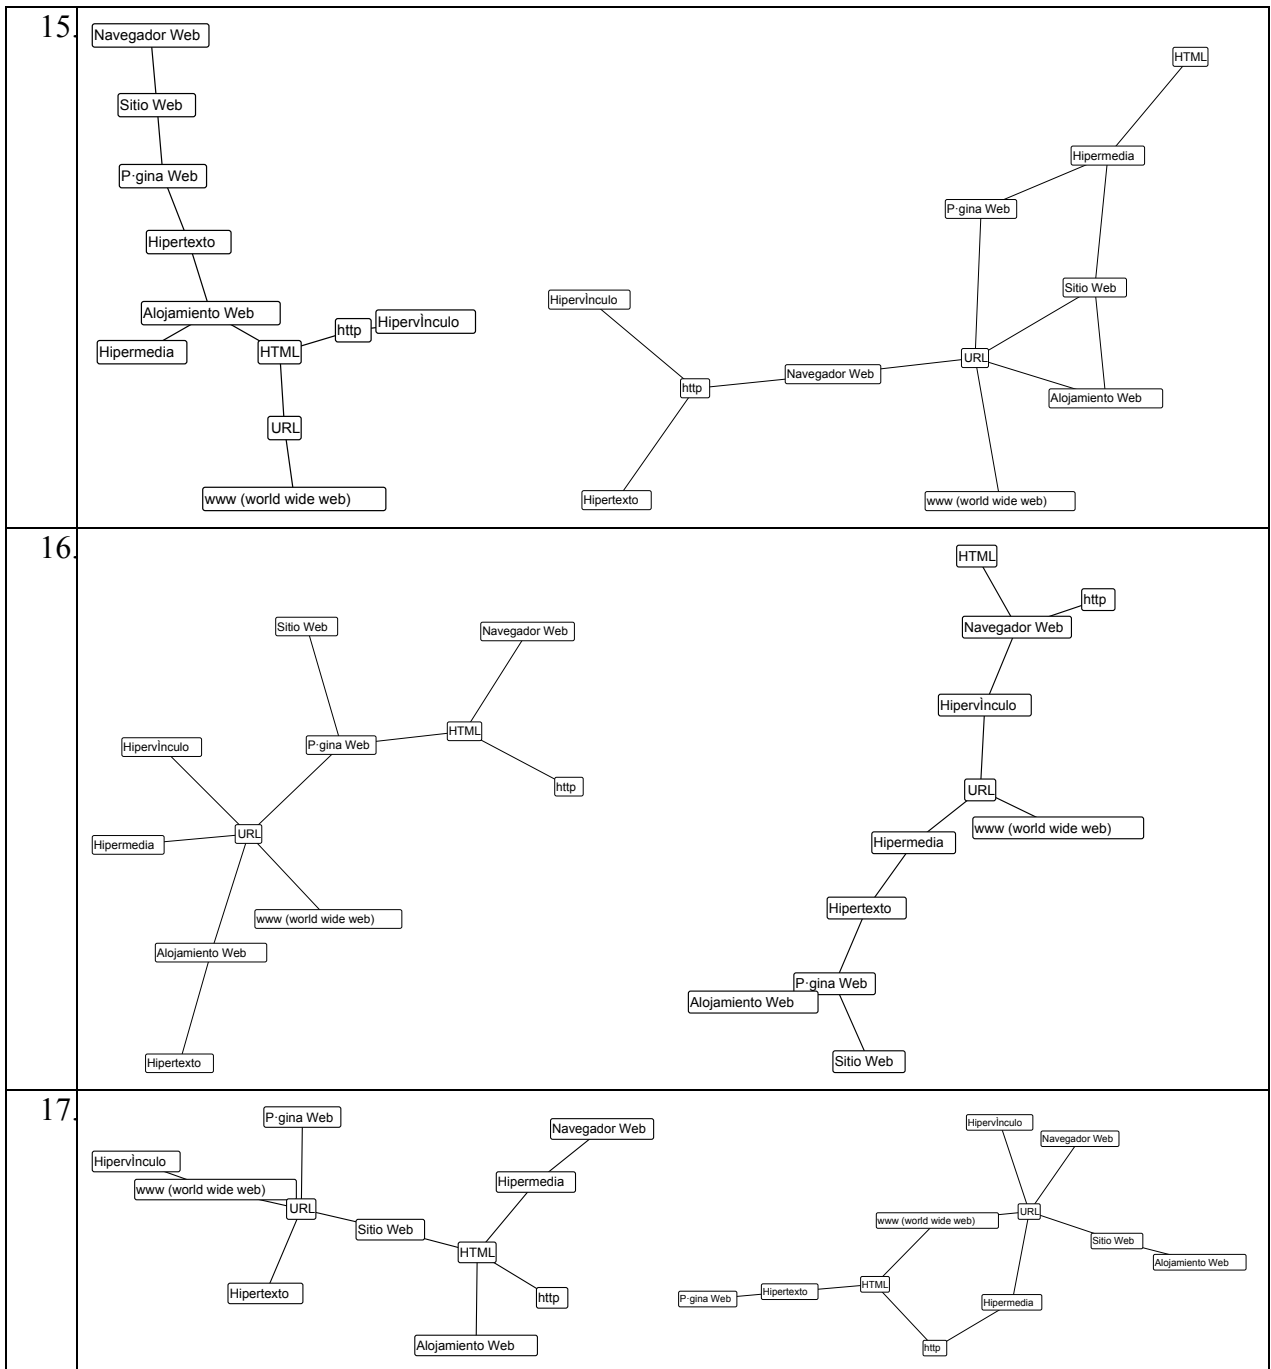 15.
Navegador Web
Sitio Web
P·gina Web
Hipertexto
Alojamiento Web
Hipermedia
HTML
http
HipervÌnculo
URL
www (world wide web)
HTML
Hipermedia
P·gina Web
Sitio Web
HipervÌnculo
URL
Navegador Web
http
Alojamiento Web
Hipertexto
www (world wide web)
16.
Sitio Web
Navegador Web
HTML
P·gina Web
HipervÌnculo
http
URL
Hipermedia
www (world wide web)
Alojamiento Web
Hipertexto
HTML
http
Navegador Web
HipervÌnculo
URL
www (world wide web)
Hipermedia
Hipertexto
P·gina Web
Alojamiento Web
Sitio Web
17.
P·gina Web
Navegador Web
HipervÌnculo
Hipermedia
www (world wide web)
URL
Sitio Web
HTML
Hipertexto
http
Alojamiento Web
HipervÌnculo
Navegador Web
URL
www (world wide web)
Sitio Web
Alojamiento Web
HTML
Hipertexto
P·gina Web
Hipermedia
http